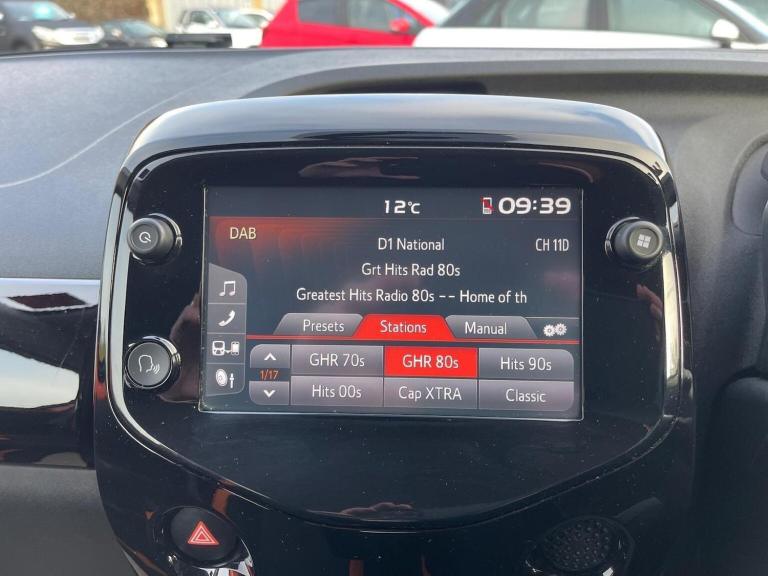 12°C 09:39
DAB
D1 National CH 11D
Grt Hits Rad 80s
Greatest Hits Radio 80s -- Home of th
Presets Stations Manual
GHR 70s GHR 80s Hits 90s
1/17
Hits 00s Cap XTRA Classic